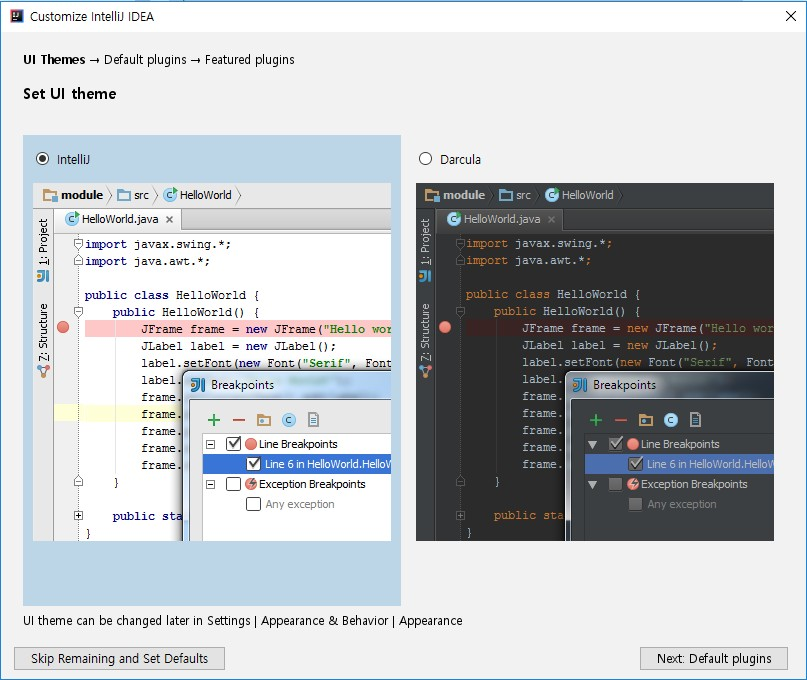 Customize IntelliJ IDEA
UI Themes → Default plugins → Featured plugins
Set UI theme
IntelliJ
module src HelloWorld
HelloWorld.java
1: Project
7: Structure
import javax.swing.*;
import java.awt.*;
public class HelloWorld {
public HelloWorld() {
JFrame frame = new JFrame("Hello wor
JLabel label = new JLabel();
label.setFont(new Font("Serif", Font
label.
frame.
frame.
frame.
frame.
frame.
}
public sta
}
Breakpoints
Line Breakpoints
Line 6 in HelloWorld.HelloW
Exception Breakpoints
Any exception
Darcula
module src HelloWorld
HelloWorld.java
1: Project
7: Structure
import javax.swing.*;
import java.awt.*;
public class HelloWorld {
public HelloWorld() {
JFrame frame = new JFrame("Hello wor
JLabel label = new JLabel();
label.setFont(new Font("Serif", Font
label.
frame.
frame.
frame.
frame.
frame.
}
public sta
}
Breakpoints
Line Breakpoints
Line 6 in HelloWorld.HelloW
Exception Breakpoints
Any exception
UI theme can be changed later in Settings | Appearance & Behavior | Appearance
Skip Remaining and Set Defaults
Next: Default plugins